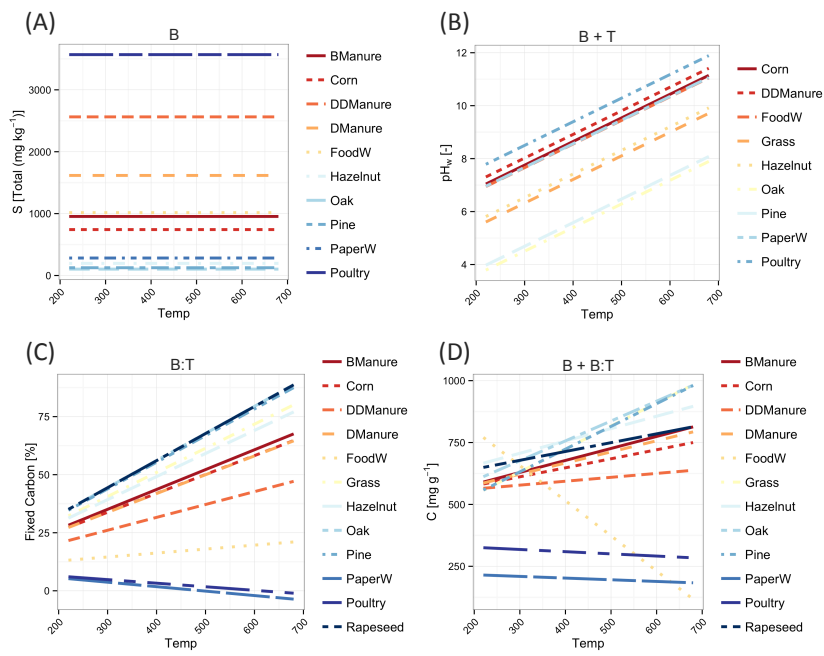 (A)
B
S [Total (mg kg⁻¹)]
3000
2000
1000
0
200
300
400
500
600
700
Temp
BManure
Corn
DDManure
DManure
FoodW
Hazelnut
Oak
Pine
PaperW
Poultry
(B)
B + T
pHw [-]
12
10
8
6
4
200
300
400
500
600
700
Temp
Corn
DDManure
FoodW
Grass
Hazelnut
Oak
Pine
PaperW
Poultry
(C)
B:T
Fixed Carbon [%]
75
50
25
0
200
300
400
500
600
700
Temp
BManure
Corn
DDManure
DManure
FoodW
Grass
Hazelnut
Oak
Pine
PaperW
Poultry
Rapeseed
(D)
B + B:T
C [mg g⁻¹]
1000
750
500
250
200
300
400
500
600
700
Temp
BManure
Corn
DDManure
DManure
FoodW
Grass
Hazelnut
Oak
Pine
PaperW
Poultry
Rapeseed